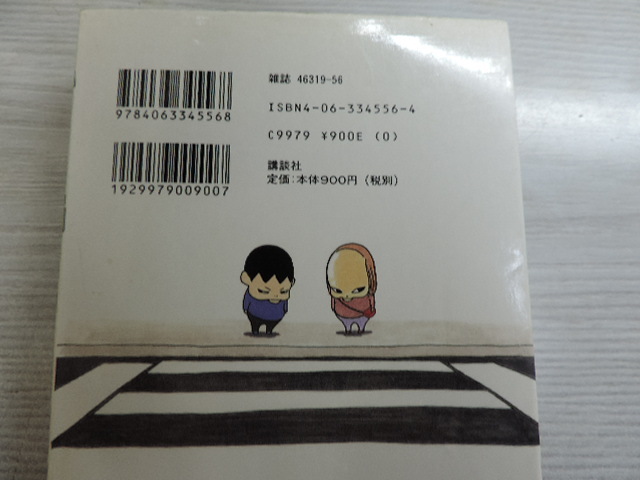 雑誌 46319-56
9784063345568
ISBN4-06-334556-4
C9979 ¥900E (0)
1929979009007
講談社
定価:本体900円 (税別)